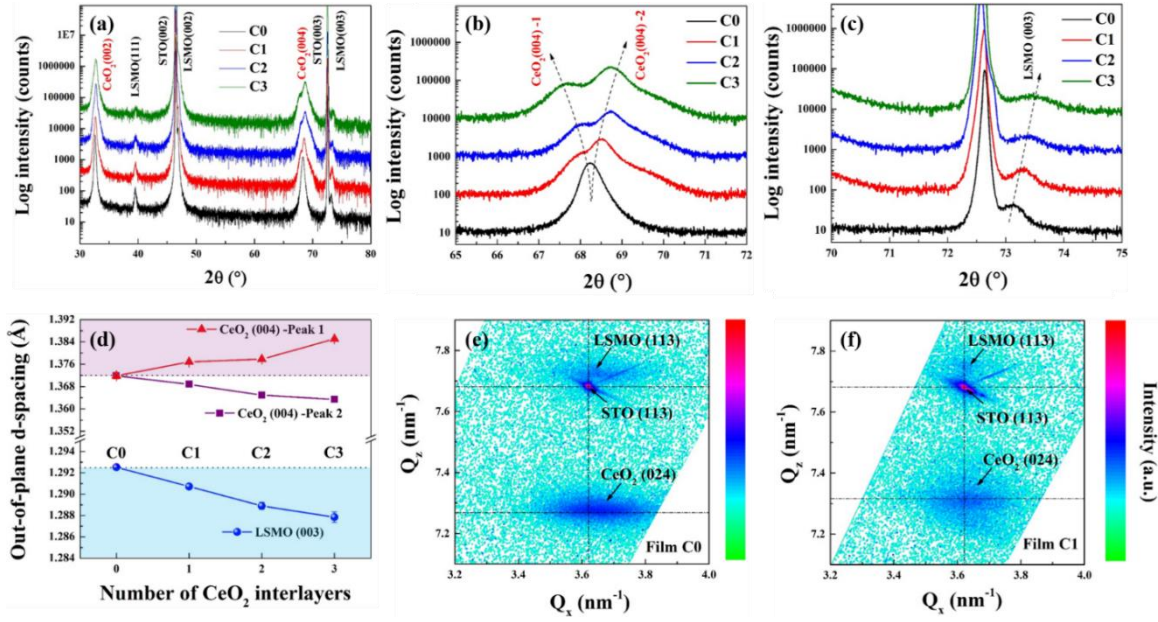 (a)
CeO₂(002)
LSMO(111)
STO(002)
LSMO(002)
CeO₂(004)
STO(003)
LSMO(003)
C0
C1
C2
C3
1E7
1000000
100000
10000
1000
100
10
30 40 50 60 70 80
Log intensity (counts)
2θ (°)
(b)
CeO₂(004) -1
CeO₂(004) -2
C0
C1
C2
C3
1000000
100000
10000
1000
100
10
65 66 67 68 69 70 71 72
Log intensity (counts)
2θ (°)
(c)
LSMO (003)
C0
C1
C2
C3
1000000
100000
10000
1000
100
10
70 71 72 73 74 75
Log intensity (counts)
2θ (°)
(d)
CeO₂ (004) -Peak 1
CeO₂ (004) -Peak 2
C0 C1 C2 C3
LSMO (003)
1.392
1.384
1.376
1.368
1.360
1.352
1.294
1.292
1.290
1.288
1.286
1.284
0 1 2 3
Out-of-plane d-spacing (Å)
Number of CeO₂ interlayers
(e)
LSMO (113)
STO (113)
CeO₂ (024)
Film C0
7.8
7.6
7.4
7.2
3.2 3.4 3.6 3.8 4.0
Q_z (nm⁻¹)
Q_x (nm⁻¹)
(f)
LSMO (113)
STO (113)
CeO₂ (024)
Film C1
7.8
7.6
7.4
7.2
3.2 3.4 3.6 3.8 4.0
Q_z (nm⁻¹)
Q_x (nm⁻¹)
Intensity (a.u.)